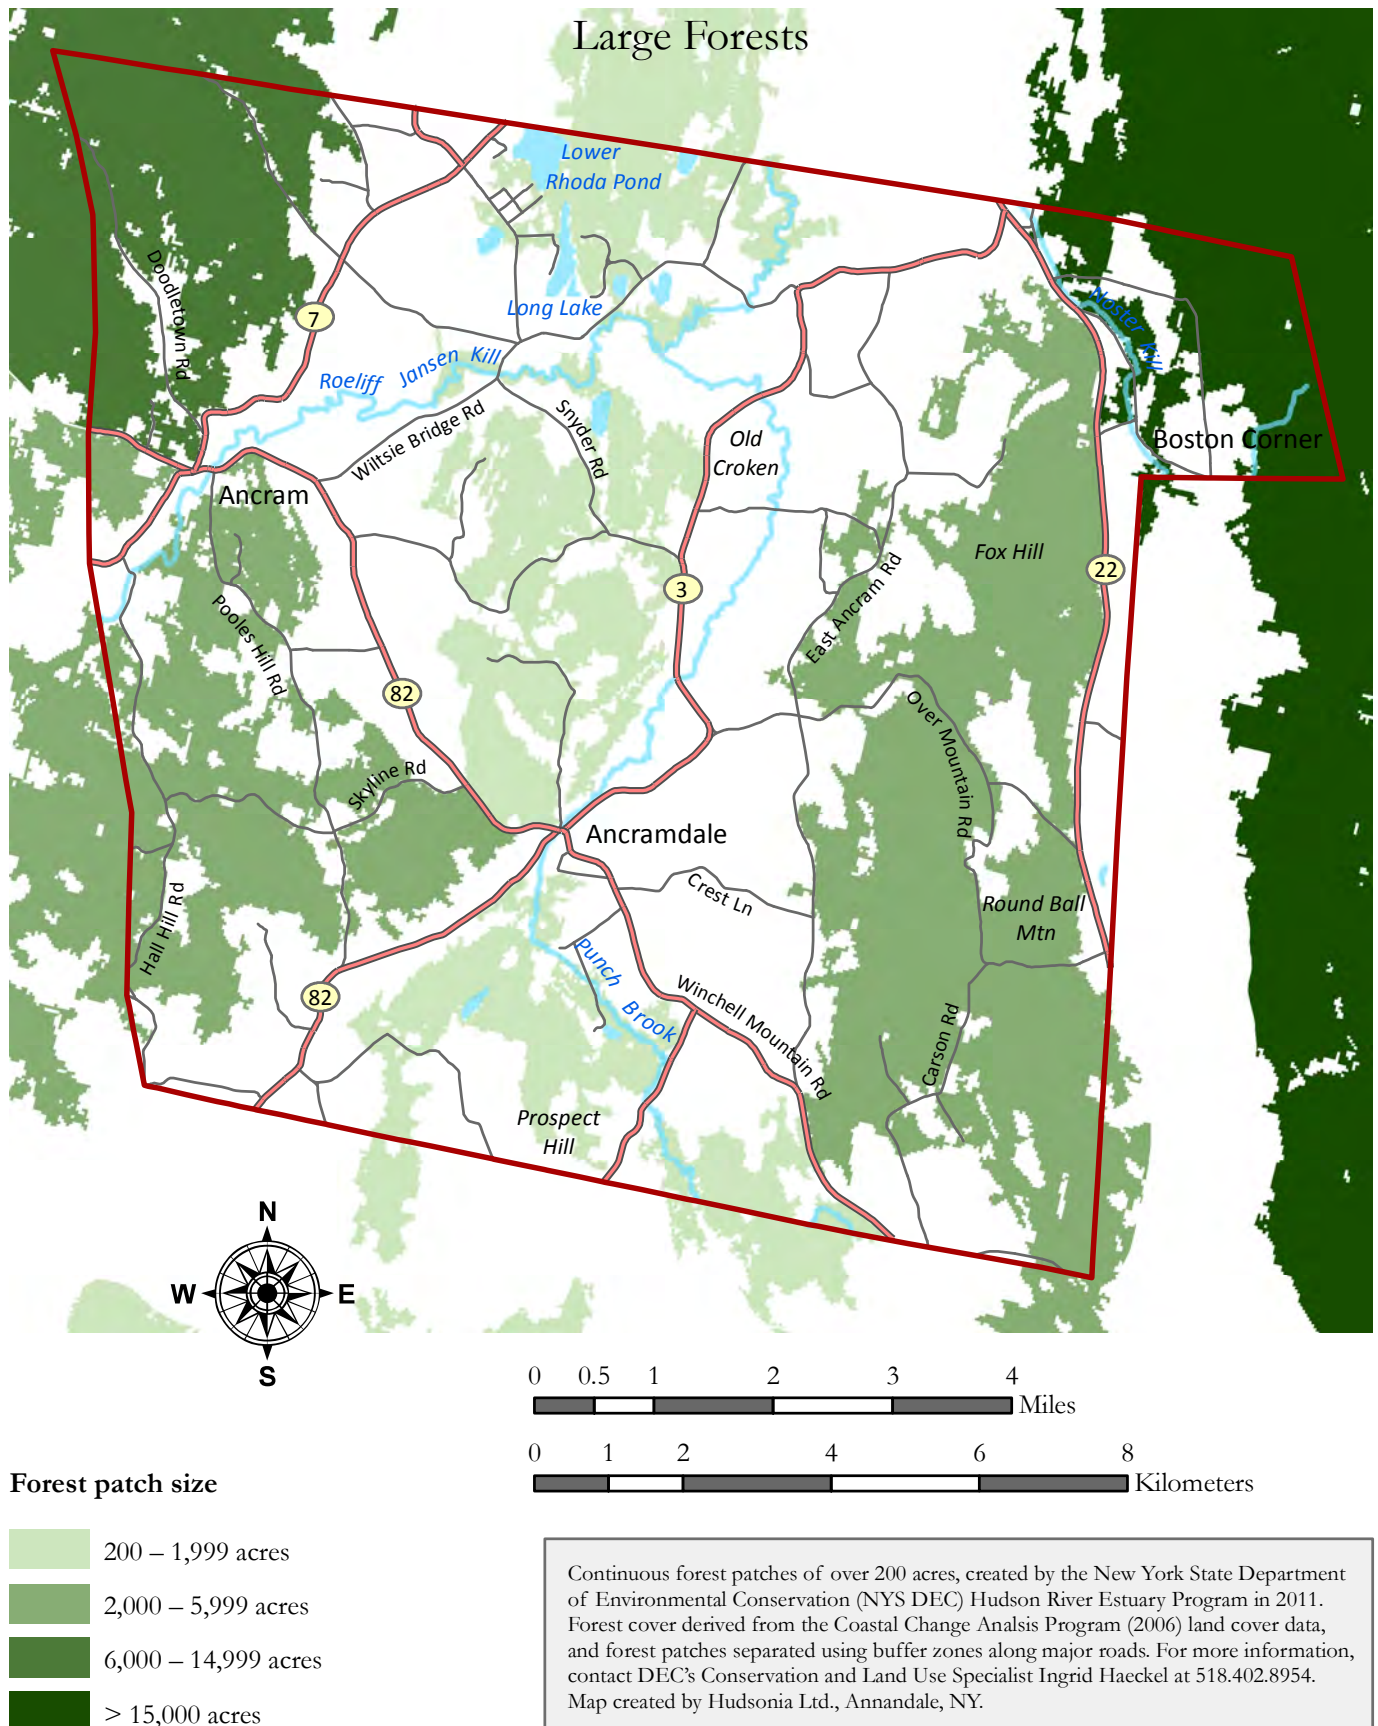 Large Forests
Lower
Rhoda Pond
Doodletown Rd
7
Long Lake
Noster Kill
Roeliff Jansen Kill
Wiltsie Bridge Rd
Snyder Rd
Old
Croken
Boston Corner
Ancram
Fox Hill
22
3
East Ancram Rd
Pooles Hill Rd
82
Over Mountain Rd
Skyline Rd
Ancramdale
Crest Ln
Hall Hill Rd
Round Ball
Mtn
Punch Brook
82
Winchell Mountain Rd
Carson Rd
Prospect
Hill
N
W E
S
0 0.5 1 2 3 4
Miles
0 1 2 4 6 8
Kilometers
Forest patch size
200 – 1,999 acres
2,000 – 5,999 acres
6,000 – 14,999 acres
> 15,000 acres
Continuous forest patches of over 200 acres, created by the New York State Department
of Environmental Conservation (NYS DEC) Hudson River Estuary Program in 2011.
Forest cover derived from the Coastal Change Analsis Program (2006) land cover data,
and forest patches separated using buffer zones along major roads. For more information,
contact DEC's Conservation and Land Use Specialist Ingrid Haeckel at 518.402.8954.
Map created by Hudsonia Ltd., Annandale, NY.